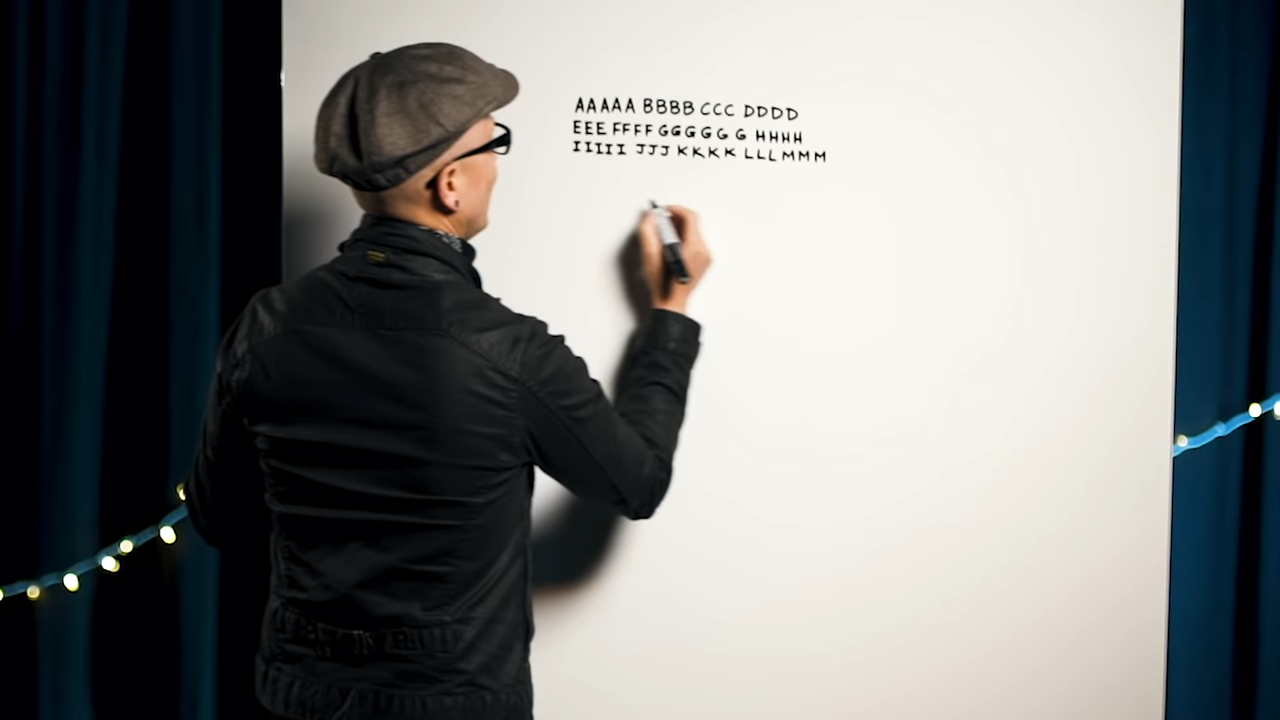 AAAAA BBBB CCC DDDD
EEE FFFF GGGGG G HHHH
IIIII JJJ KKKK LLL MMM